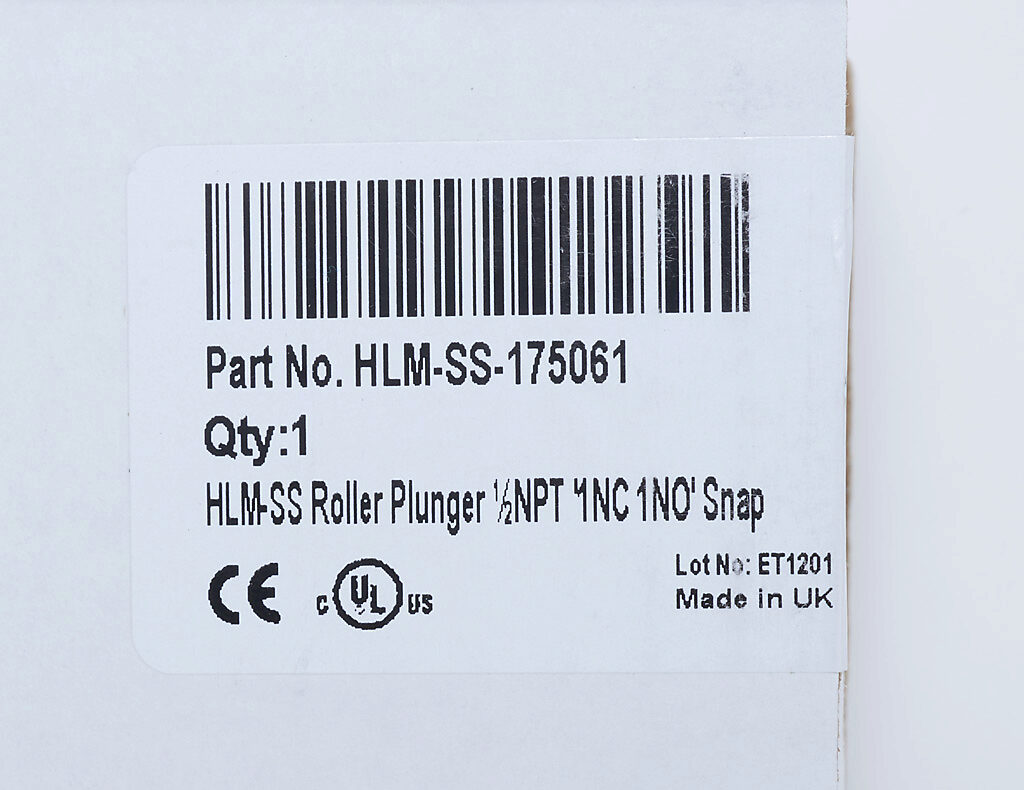 Part No. HLM-SS-175061
Qty:1
HLM-SS Roller Plunger ½NPT '1NC 1NO' Snap
CE c UL US
Lot No: ET1201
Made in UK